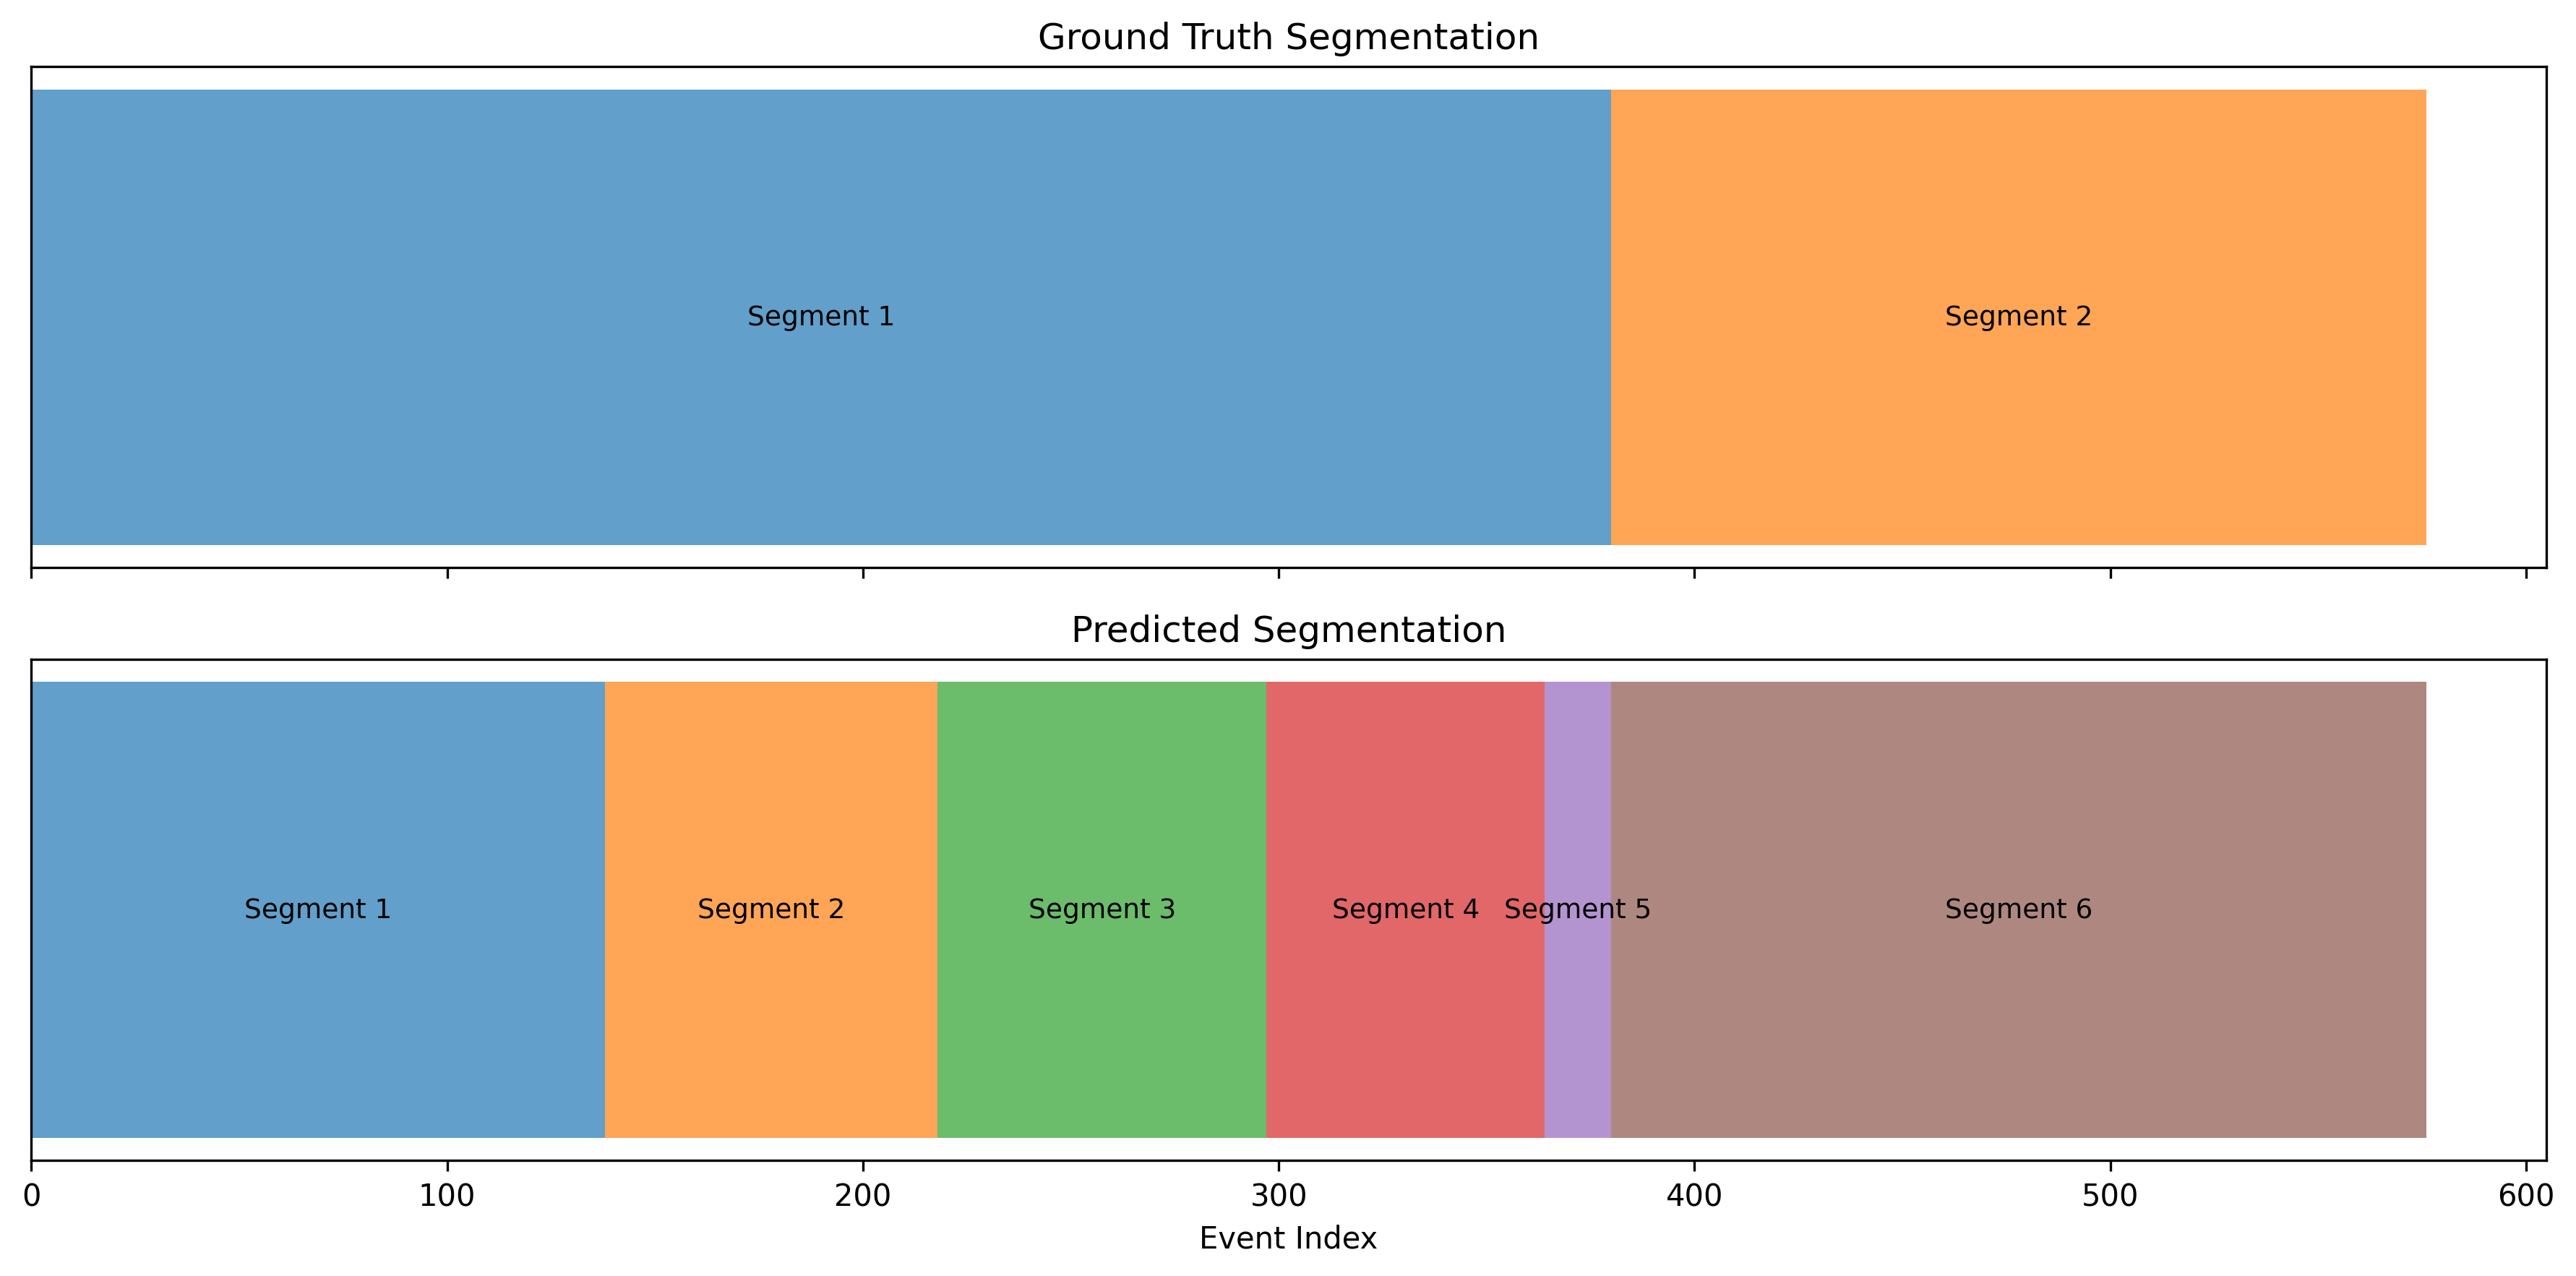 Ground Truth Segmentation
Segment 1
Segment 2
Predicted Segmentation
Segment 1
Segment 2
Segment 3
Segment 4
Segment 5
Segment 6
0
100
200
300
400
500
600
Event Index